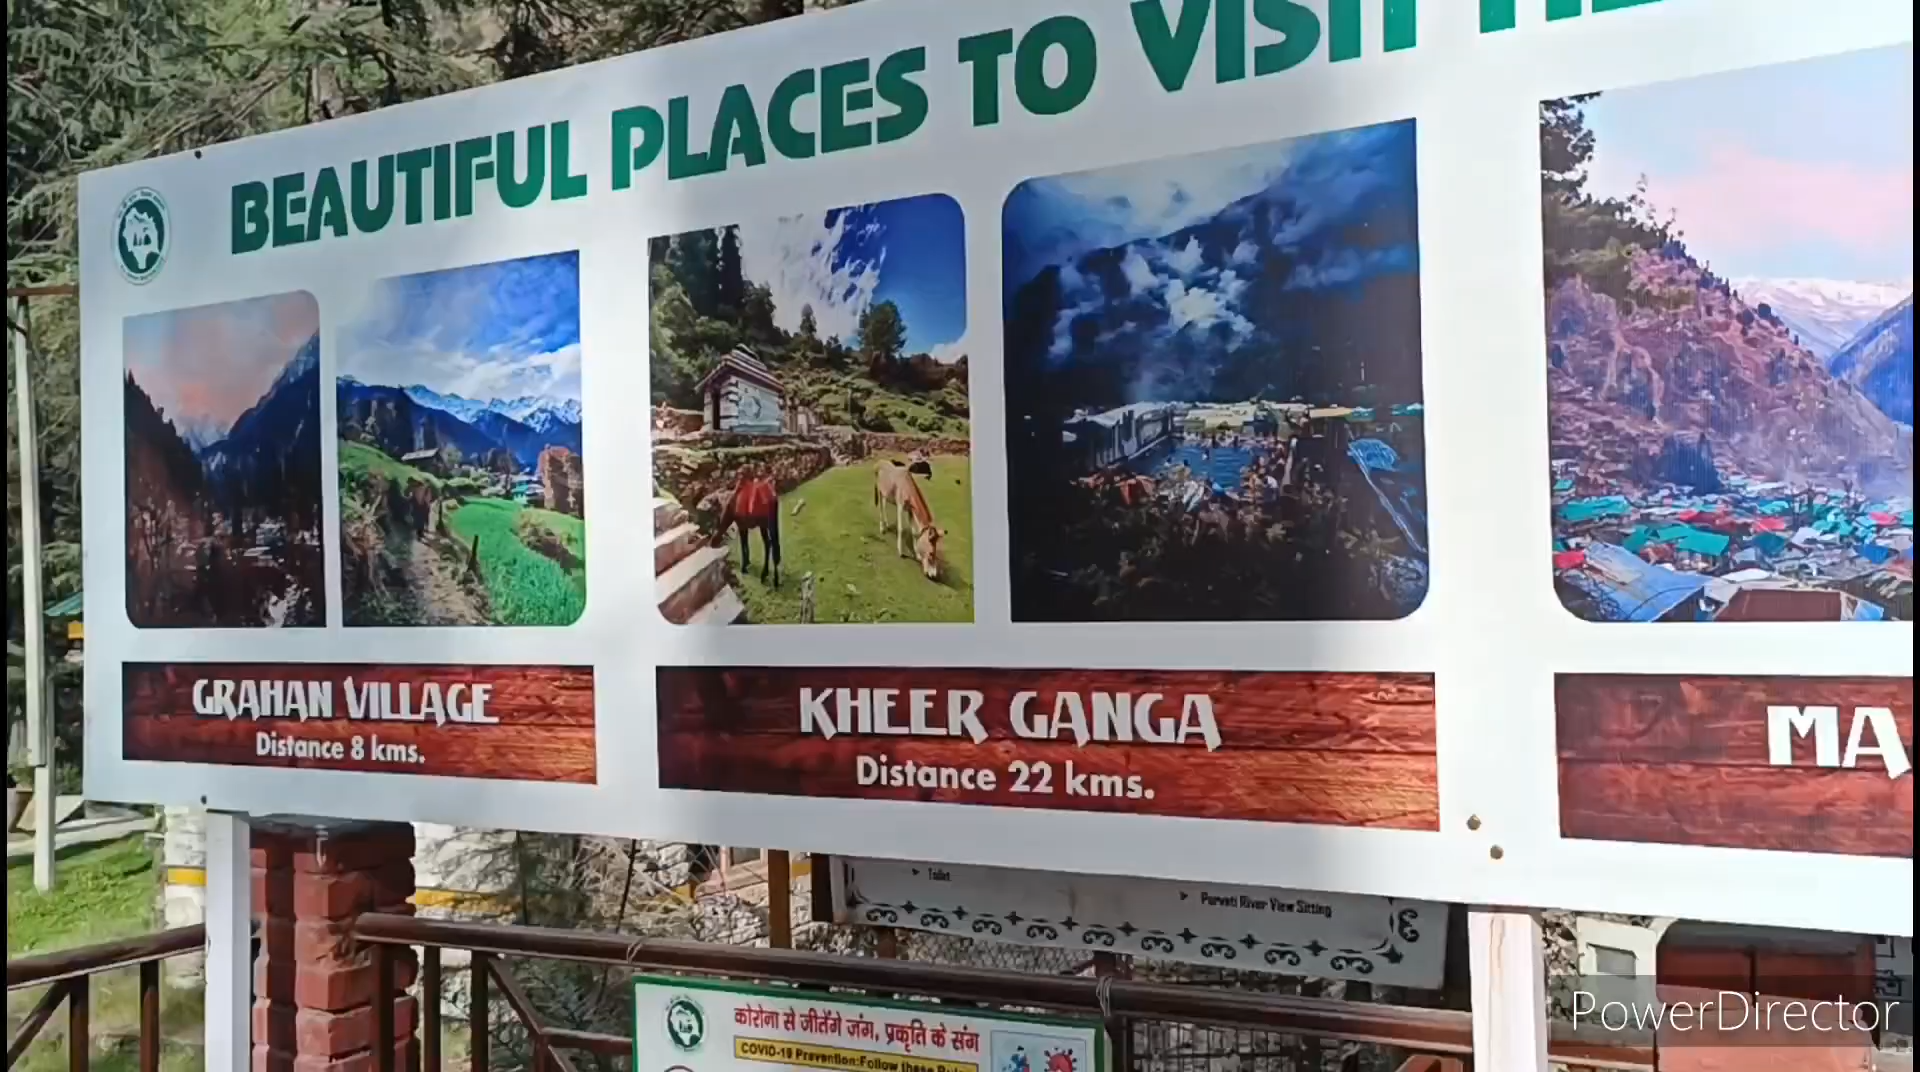 BEAUTIFUL PLACES TO VISIT
GRAHAN VILLAGE
Distance 8 kms.
KHEER GANGA
Distance 22 kms.
MA
Toilet
Parvati River View Sitting
कोरोना से जीतेंगे जंग, प्रकृति के संग
COVID-19 Prevention:Follow these
PowerDirector